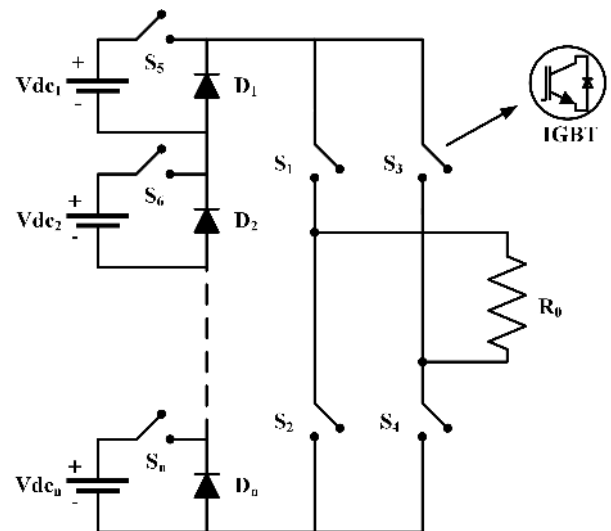 +
S₅
Vdc₁
-
D₁
IGBT
S₁
S₃
+
S₆
Vdc₂
-
D₂
R₀
S₂
S₄
+
Sₙ
Vdcₙ
-
Dₙ